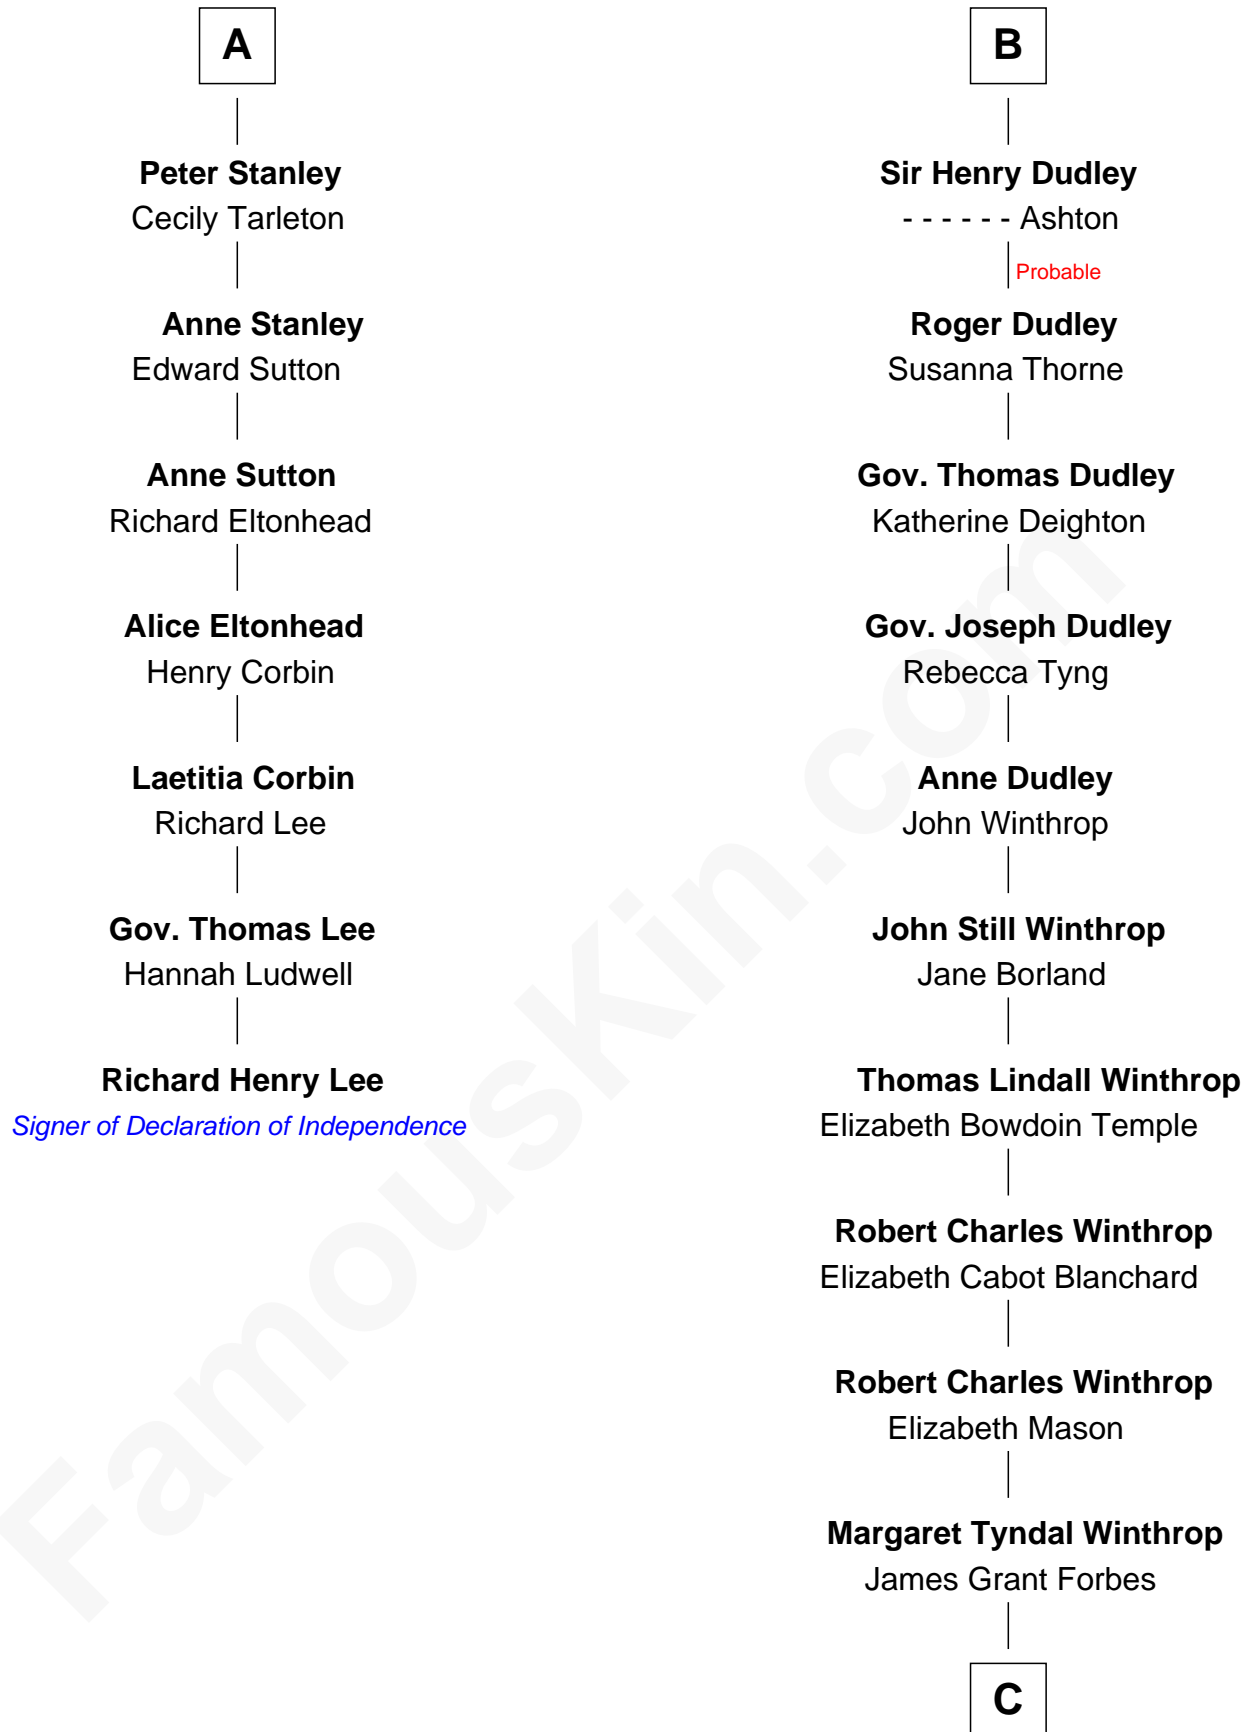 A
Peter Stanley
Cecily Tarleton
Anne Stanley
Edward Sutton
Anne Sutton
Richard Eltonhead
Alice Eltonhead
Henry Corbin
Laetitia Corbin
Richard Lee
Gov. Thomas Lee
Hannah Ludwell
Richard Henry Lee
Signer of Declaration of Independence
B
Sir Henry Dudley
- - - - - - Ashton
Probable
Roger Dudley
Susanna Thorne
Gov. Thomas Dudley
Katherine Deighton
Gov. Joseph Dudley
Rebecca Tyng
Anne Dudley
John Winthrop
John Still Winthrop
Jane Borland
Thomas Lindall Winthrop
Elizabeth Bowdoin Temple
Robert Charles Winthrop
Elizabeth Cabot Blanchard
Robert Charles Winthrop
Elizabeth Mason
Margaret Tyndal Winthrop
James Grant Forbes
C
FamousKin.com